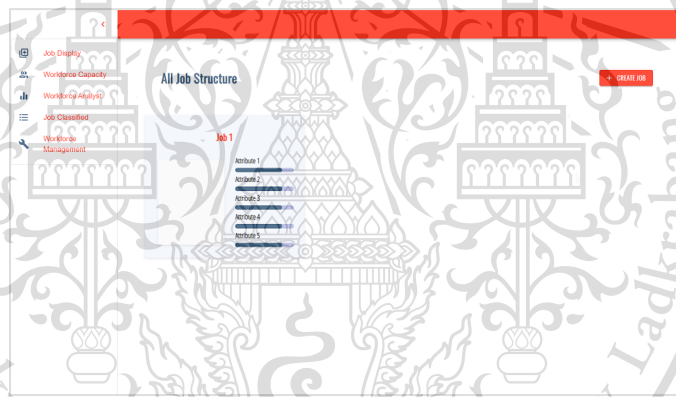 Job Display
Workforce Capacity
Workforce Analyst
Job Classified
Workforce
Management
All Job Structure
+ CREATE JOB
Job 1
Attribute 1
Attribute 2
Attribute 3
Attribute 4
Attribute 5
Ladkrabang